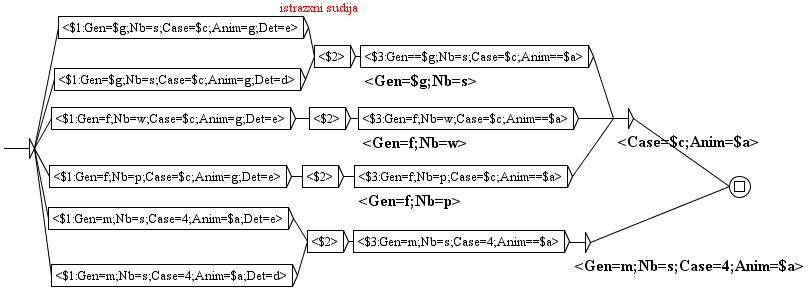 istrazxni sudija
<$1:Gen=$g;Nb=s;Case=$c;Anim=g;Det=e>
<$2> <$3:Gen==$g;Nb=s;Case=$c;Anim==$a>
<$1:Gen=$g;Nb=s;Case=$c;Anim=g;Det=d>
<Gen=$g;Nb=s>
<$1:Gen=f;Nb=w;Case=$c;Anim=g;Det=e> <$2> <$3:Gen=f;Nb=w;Case=$c;Anim==$a>
<Gen=f;Nb=w>
<Case=$c;Anim=$a>
<$1:Gen=f;Nb=p;Case=$c;Anim=g;Det=e> <$2> <$3:Gen=f;Nb=p;Case=$c;Anim==$a>
<Gen=f;Nb=p>
<$1:Gen=m;Nb=s;Case=4;Anim=$a;Det=e>
<$2> <$3:Gen=m;Nb=s;Case=4;Anim==$a>
<Gen=m;Nb=s;Case=4;Anim=$a>
<$1:Gen=m;Nb=s;Case=4;Anim=$a;Det=d>